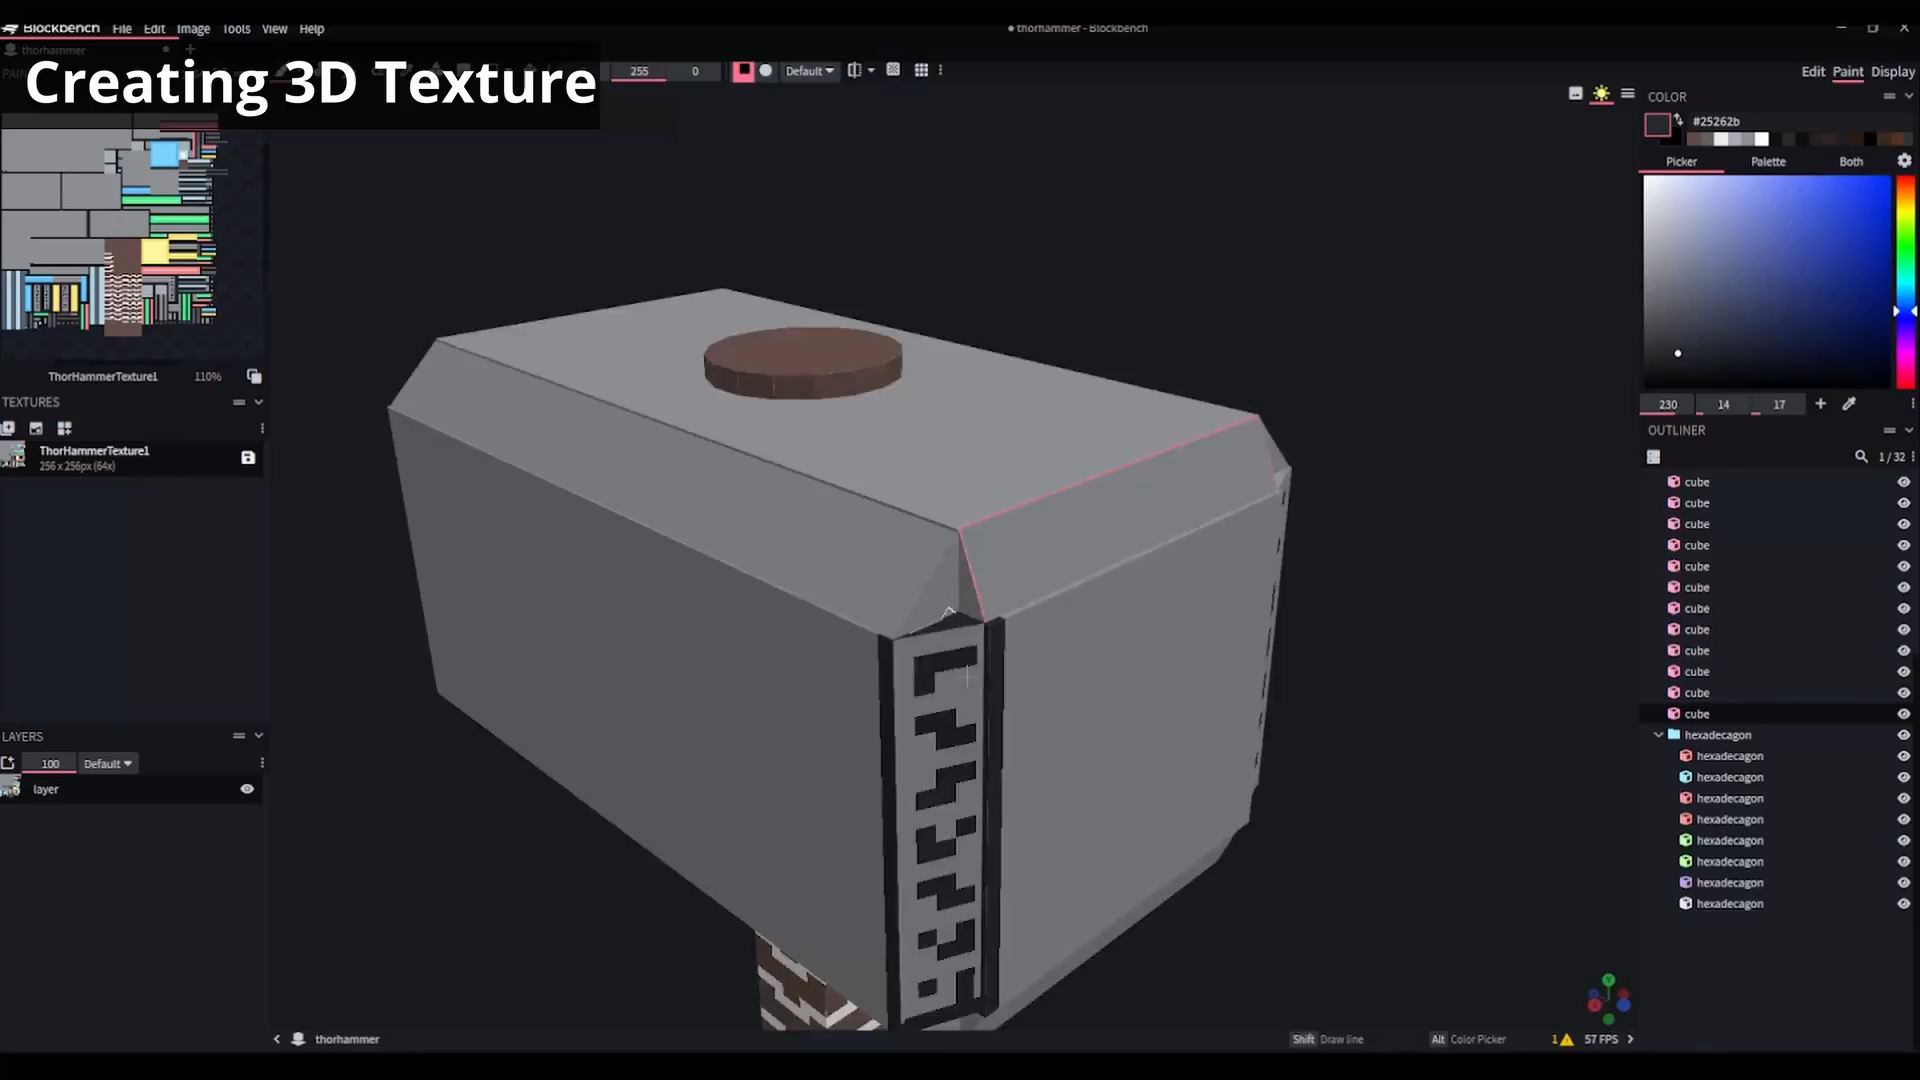 Blockbench File Edit Image Tools View Help
thorhammer - Blockbench
thorhammer
Creating 3D Texture
255 0 Default
Edit Paint Display
COLOR
#25262b
Picker Palette Both
230 14 17
ThorHammerTexture1 110%
TEXTURES
ThorHammerTexture1
256 x 256px (64x)
OUTLINER
1 / 32
cube
cube
cube
cube
cube
cube
cube
cube
cube
cube
cube
cube
hexadecagon
hexadecagon
hexadecagon
hexadecagon
hexadecagon
hexadecagon
hexadecagon
hexadecagon
hexadecagon
LAYERS
100 Default
layer
thorhammer
Shift Draw line Alt Color Picker 1 57 FPS